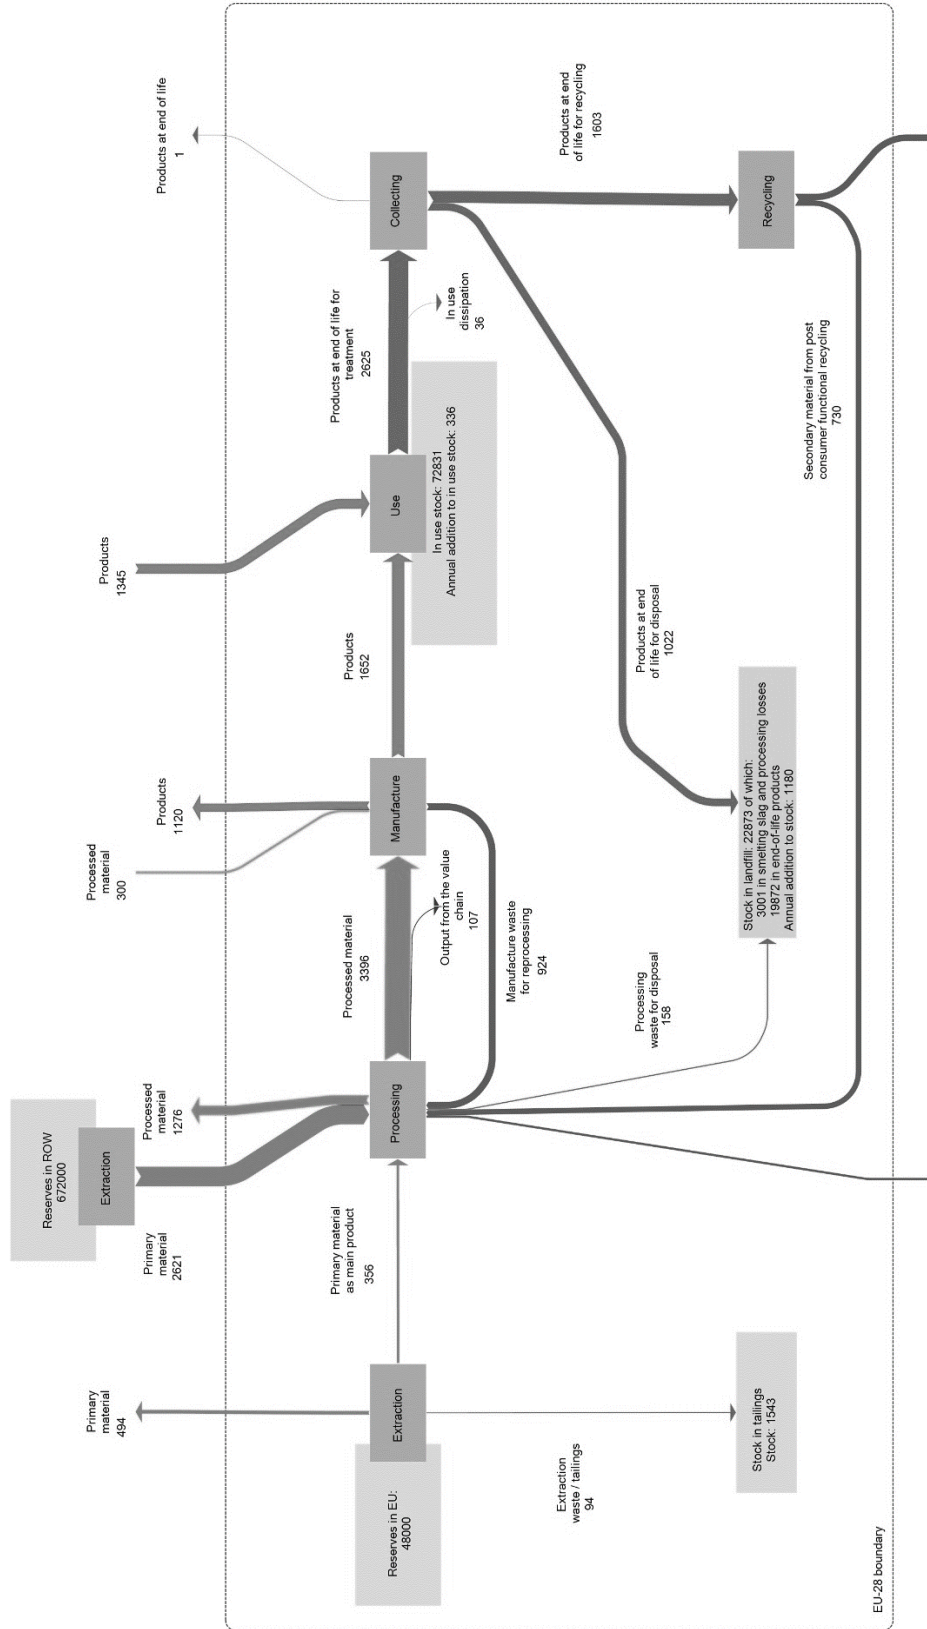 Reserves in ROW
672000
Extraction
Primary
material
494
Primary
material
2621
Processed
material
1276
Processed
material
300
Products
1120
Products
1345
Products at end of life
1
Reserves in EU:
48000
Extraction
Primary material
as main product
356
Processing
Processed material
3396
Output from the value
chain
107
Manufacture
Products
1652
Use
In use stock: 72831
Annual addition to in use stock: 336
Products at end of life for
treatment
2625
In use
dissipation
36
Collecting
Extraction
waste / tailings
94
Manufacture waste
for reprocessing
924
Processing
waste for disposal
158
Products at end
of life for disposal
1022
Products at end
of life for recycling
1603
Stock in tailings
Stock: 1543
Stock in landfill: 22873 of which:
3001 in smelting slag and processing losses
19872 in end-of-life products
Annual addition to stock: 1180
Recycling
Secondary material from post
consumer functional recycling
730
EU-28 boundary